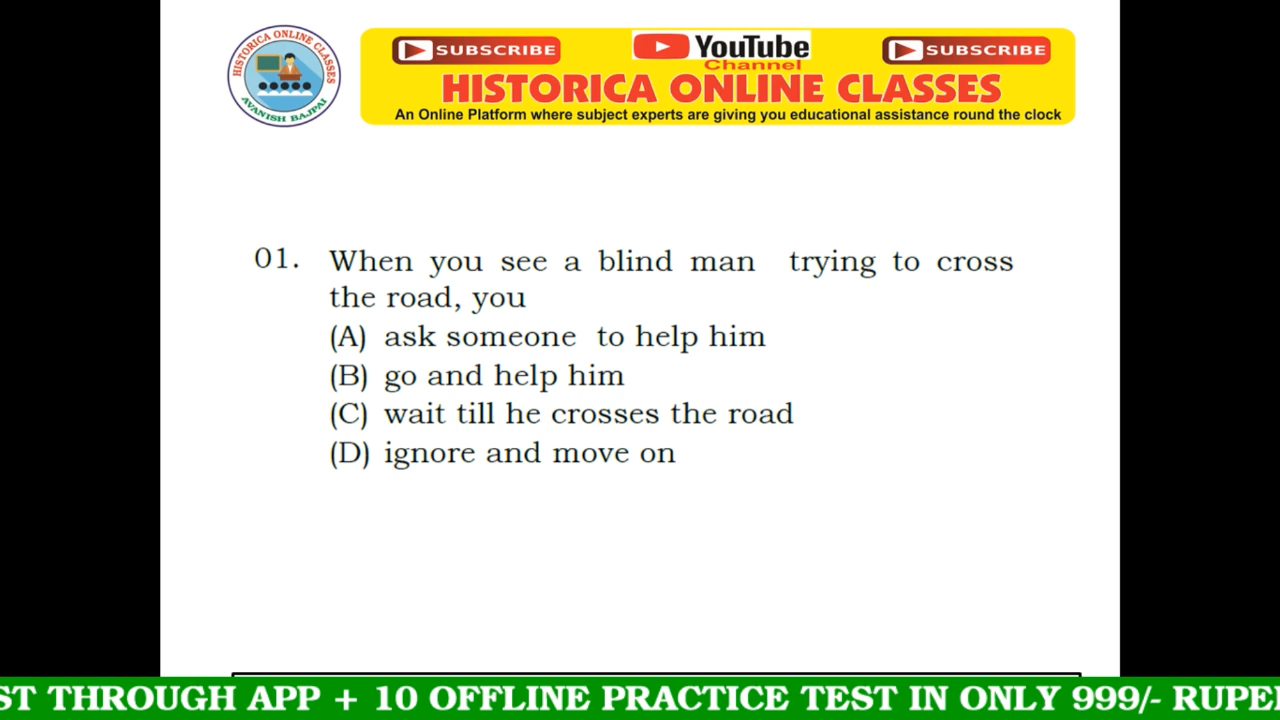 HISTORICA ONLINE CLASSES
AVANISH BAJPAI
SUBSCRIBE
YouTube
Channel
SUBSCRIBE
HISTORICA ONLINE CLASSES
An Online Platform where subject experts are giving you educational assistance round the clock
01. When you see a blind man trying to cross
the road, you
(A) ask someone to help him
(B) go and help him
(C) wait till he crosses the road
(D) ignore and move on
ST THROUGH APP + 10 OFFLINE PRACTICE TEST IN ONLY 999/- RUPE